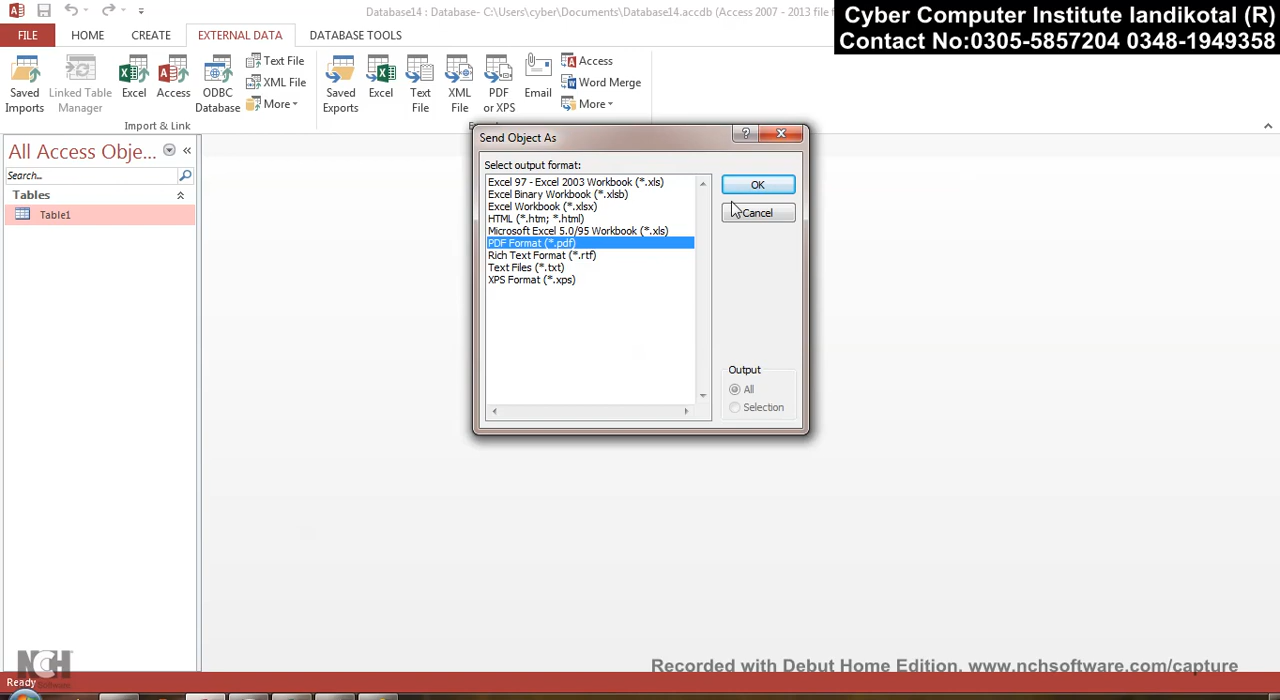 Database14 : Database- C:\Users\cyber\Documents\Database14.accdb (Access 2007 - 2013 file f
Cyber Computer Institute landikotal (R)
Contact No:0305-5857204 0348-1949358
FILE
HOME
CREATE
EXTERNAL DATA
DATABASE TOOLS
Saved Imports
Linked Table Manager
Excel
Access
ODBC Database
Text File
XML File
More
Saved Exports
Excel
Text File
XML File
PDF or XPS
Email
Access
Word Merge
More
Import & Link
All Access Obje...
Search...
Tables
Table1
Send Object As
Select output format:
Excel 97 - Excel 2003 Workbook (*.xls)
Excel Binary Workbook (*.xlsb)
Excel Workbook (*.xlsx)
HTML (*.htm; *.html)
Microsoft Excel 5.0/95 Workbook (*.xls)
PDF Format (*.pdf)
Rich Text Format (*.rtf)
Text Files (*.txt)
XPS Format (*.xps)
OK
Cancel
Output
All
Selection
NCH
Software
Recorded with Debut Home Edition. www.nchsoftware.com/capture
Ready